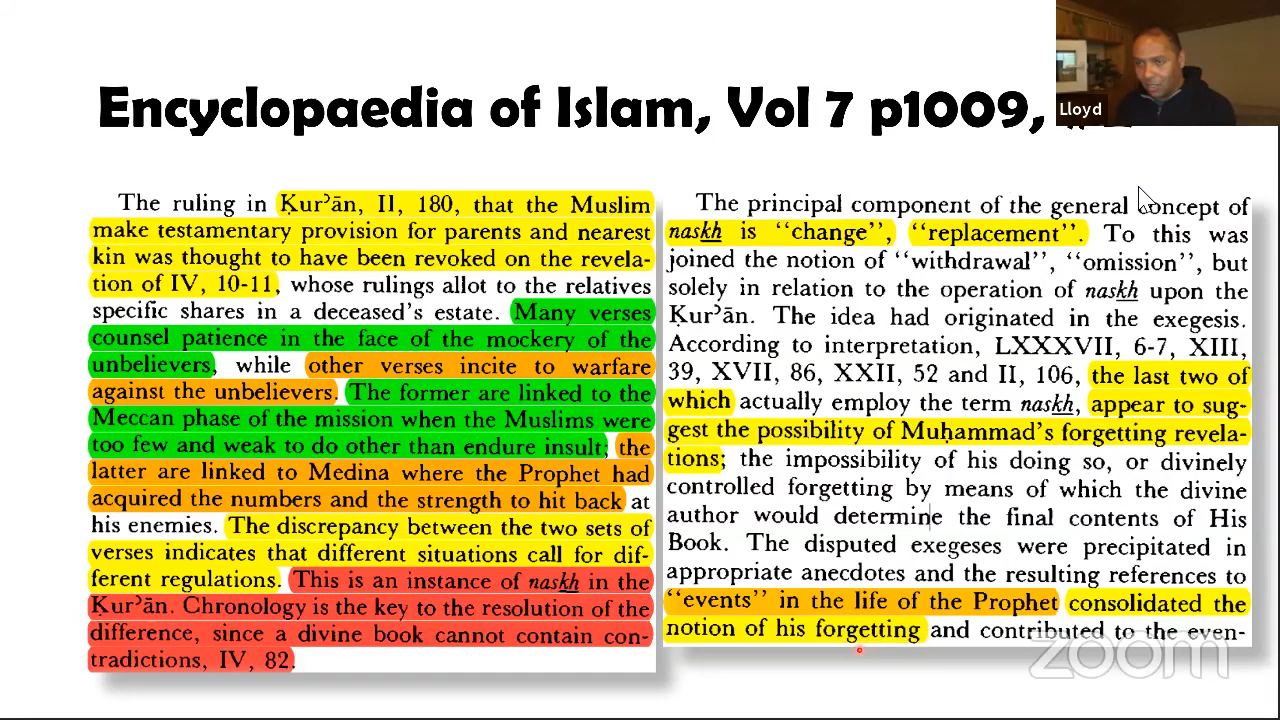 Encyclopaedia of Islam, Vol 7 p1009,
Lloyd
The ruling in Ḳurʾān, II, 180, that the Muslim
make testamentary provision for parents and nearest
kin was thought to have been revoked on the revela-
tion of IV, 10-11, whose rulings allot to the relatives
specific shares in a deceased's estate. Many verses
counsel patience in the face of the mockery of the
unbelievers, while other verses incite to warfare
against the unbelievers. The former are linked to the
Meccan phase of the mission when the Muslims were
too few and weak to do other than endure insult; the
latter are linked to Medina where the Prophet had
acquired the numbers and the strength to hit back at
his enemies. The discrepancy between the two sets of
verses indicates that different situations call for dif-
ferent regulations. This is an instance of naskh in the
Ḳurʾān. Chronology is the key to the resolution of the
difference, since a divine book cannot contain con-
tradictions, IV, 82.
The principal component of the general concept of
naskh is "change", "replacement". To this was
joined the notion of "withdrawal", "omission", but
solely in relation to the operation of naskh upon the
Ḳurʾān. The idea had originated in the exegesis.
According to interpretation, LXXXVII, 6-7, XIII,
39, XVII, 86, XXII, 52 and II, 106, the last two of
which actually employ the term naskh, appear to sug-
gest the possibility of Muḥammad's forgetting revela-
tions; the impossibility of his doing so, or divinely
controlled forgetting by means of which the divine
author would determine the final contents of His
Book. The disputed exegeses were precipitated in
appropriate anecdotes and the resulting references to
"events" in the life of the Prophet consolidated the
notion of his forgetting and contributed to the even-
zoom